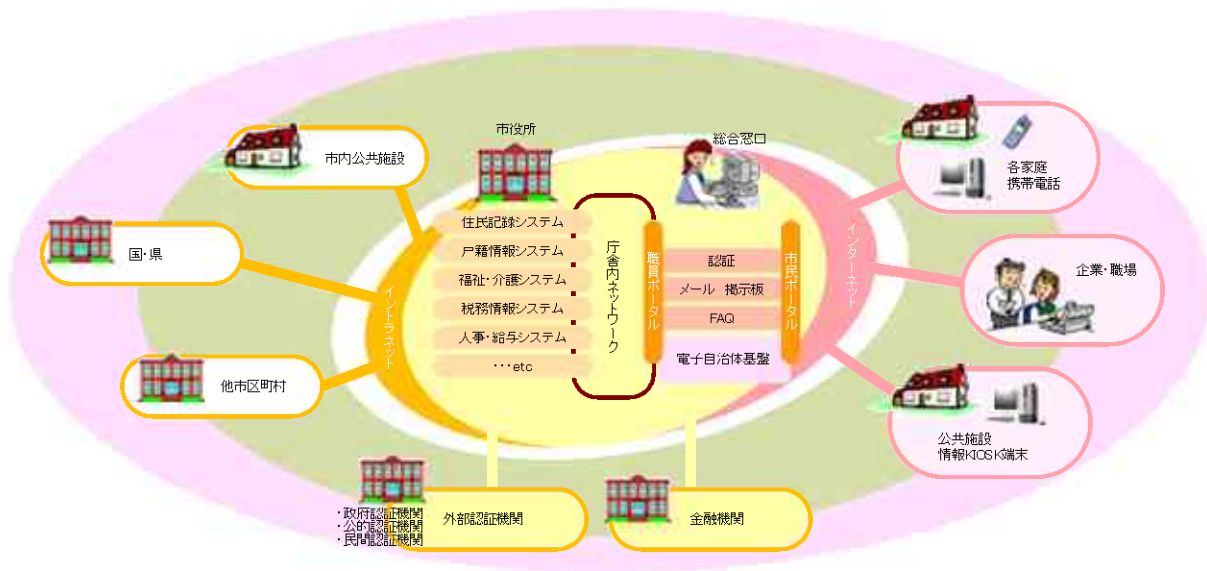 市役所
総合窓口
市内公共施設
国・県
他市区町村
イントラネット
住民記録システム
戸籍情報システム
福祉・介護システム
税務情報システム
人事・給与システム
・・・etc
庁舎内ネットワーク
職員ポータル
認証
メール 掲示板
FAQ
電子自治体基盤
市民ポータル
インターネット
各家庭
携帯電話
企業・職場
公共施設
情報KIOSK端末
・政府認証機関
・公的認証機関
・民間認証機関
外部認証機関
金融機関